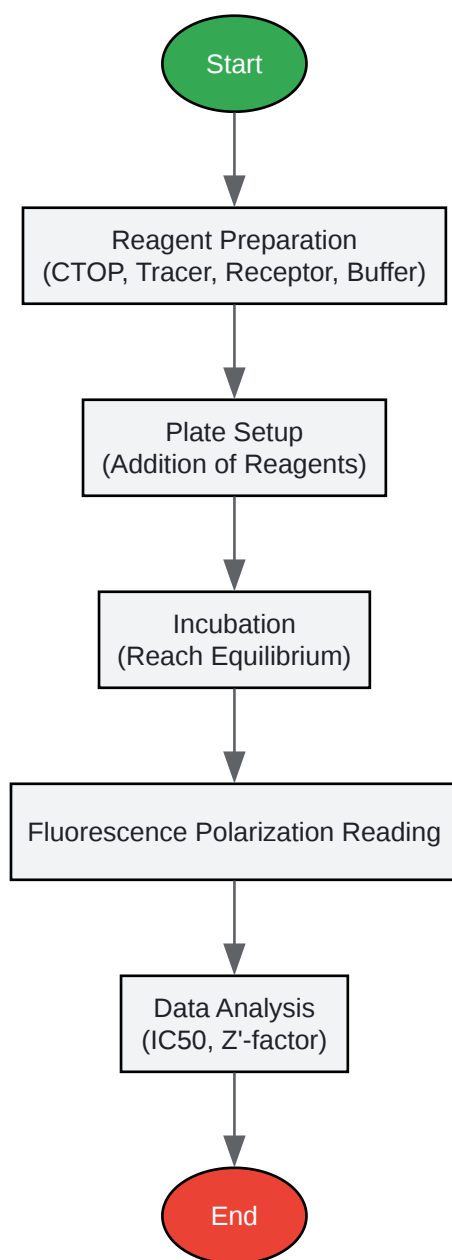 Start
Reagent Preparation
(CTOP, Tracer, Receptor, Buffer)
Plate Setup
(Addition of Reagents)
Incubation
(Reach Equilibrium)
Fluorescence Polarization Reading
Data Analysis
(IC50, Z'-factor)
End